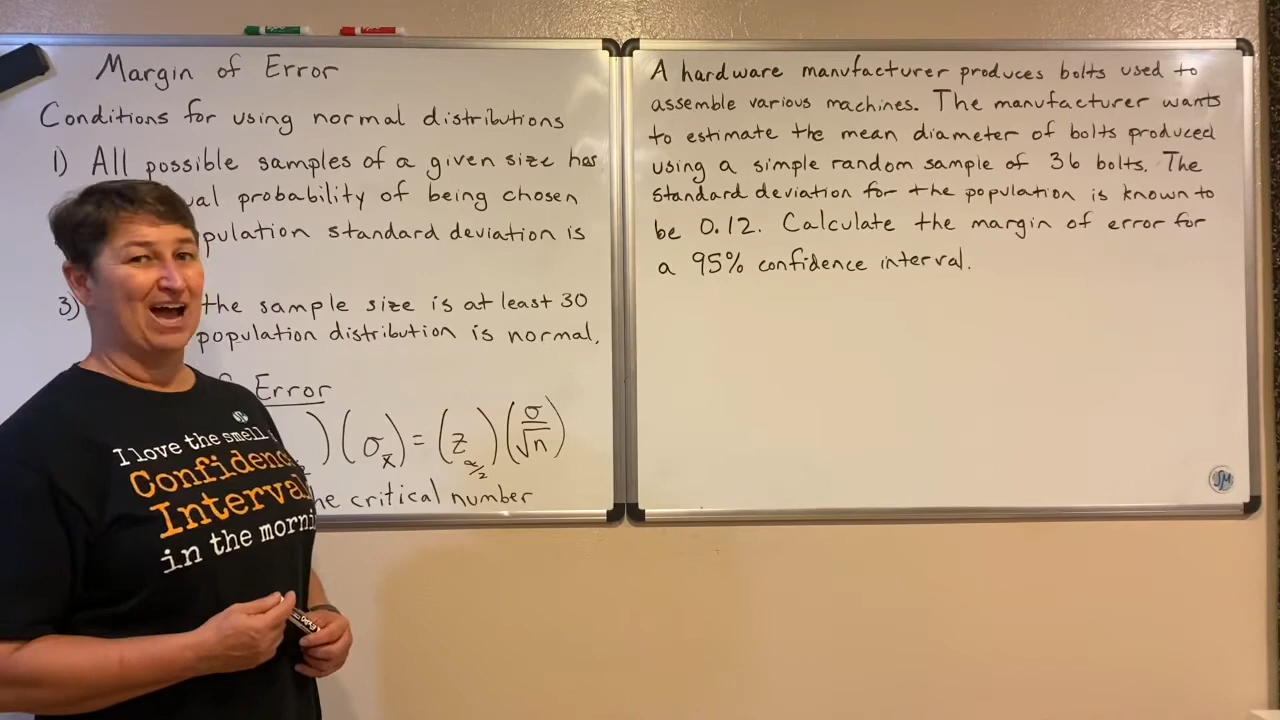 Margin of Error
Conditions for using normal distributions
1) All possible samples of a given size has
probability of being chosen
standard deviation is
3) the sample size is at least 30
population distribution is normal.
Error
) (σx̄) = (z α/2) (σ/√n)
critical number
A hardware manufacturer produces bolts used to
assemble various machines. The manufacturer wants
to estimate the mean diameter of bolts produced
using a simple random sample of 36 bolts. The
standard deviation for the population is known to
be 0.12. Calculate the margin of error for
a 95% confidence interval.
I love the smell
Confidence
Interval
in the
SM